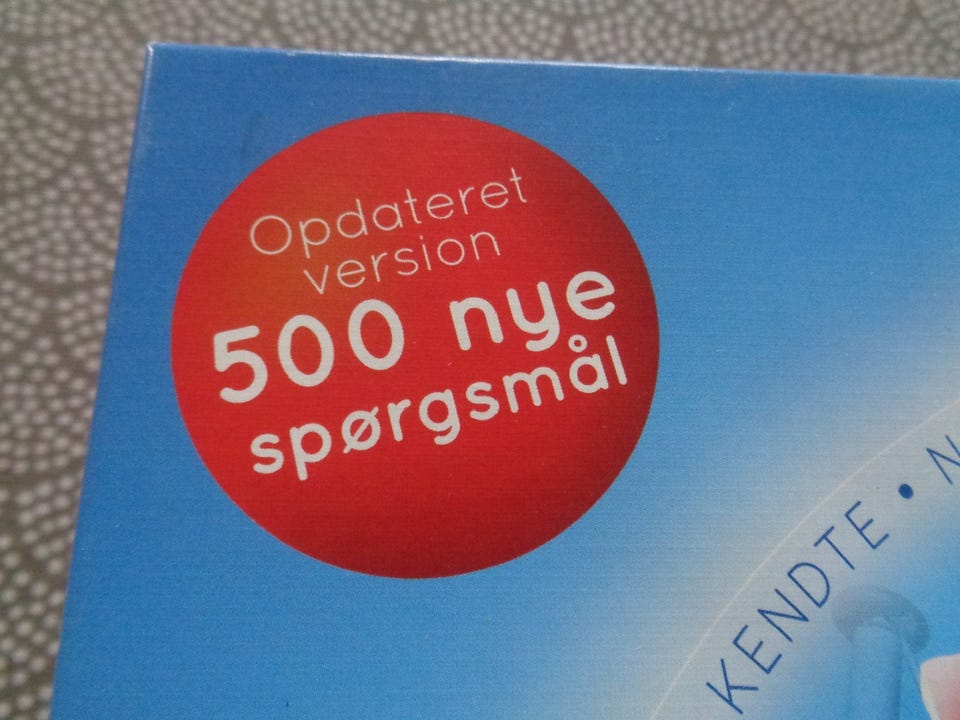 Opdateret
version
500 nye
spørgsmål
KENDTE •